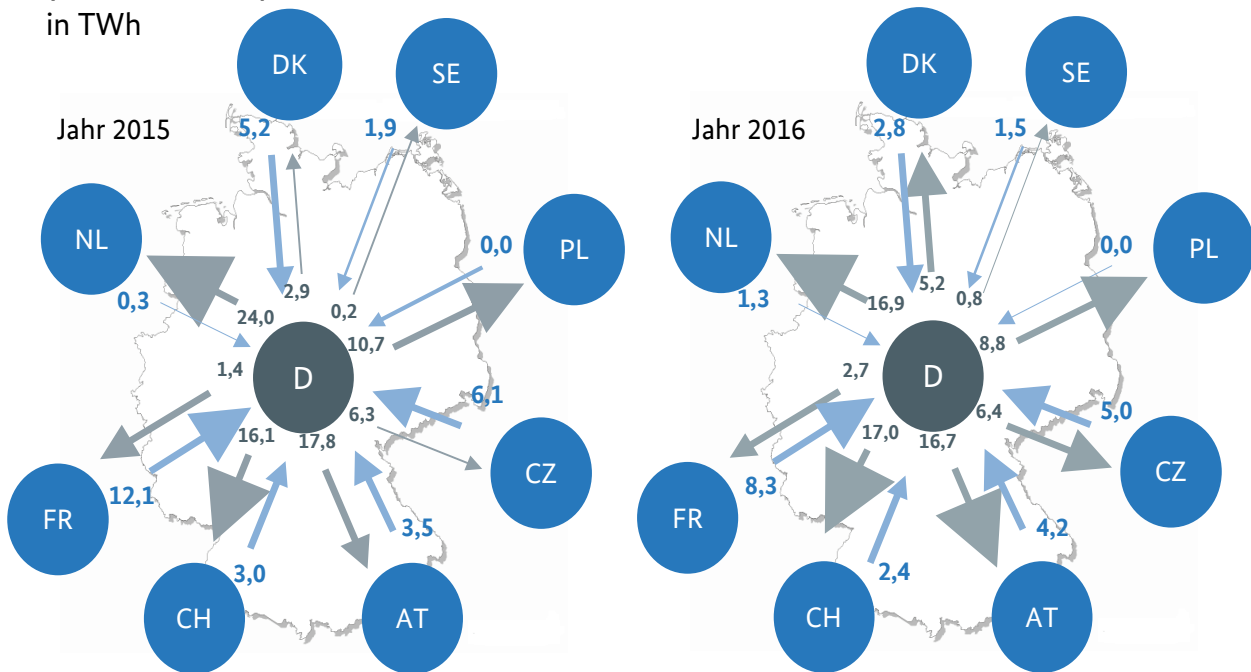 in TWh
Jahr 2015
DK
SE
5,2
1,9
NL
PL
0,0
0,3
2,9
0,2
24,0
10,7
1,4
D
6,1
6,3
16,1
17,8
12,1
FR
CZ
3,5
3,0
CH
AT
Jahr 2016
DK
SE
2,8
1,5
NL
PL
0,0
1,3
5,2
0,8
16,9
8,8
2,7
D
6,4
5,0
17,0
16,7
8,3
FR
CZ
4,2
2,4
CH
AT